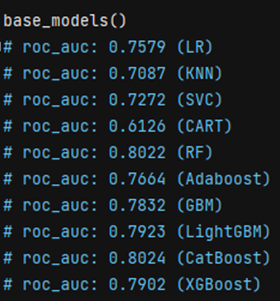 base_models()
# roc_auc: 0.7579 (LR)
# roc_auc: 0.7087 (KNN)
# roc_auc: 0.7272 (SVC)
# roc_auc: 0.6126 (CART)
# roc_auc: 0.8022 (RF)
# roc_auc: 0.7664 (Adaboost)
# roc_auc: 0.7832 (GBM)
# roc_auc: 0.7923 (LightGBM)
# roc_auc: 0.8024 (CatBoost)
# roc_auc: 0.7902 (XGBoost)